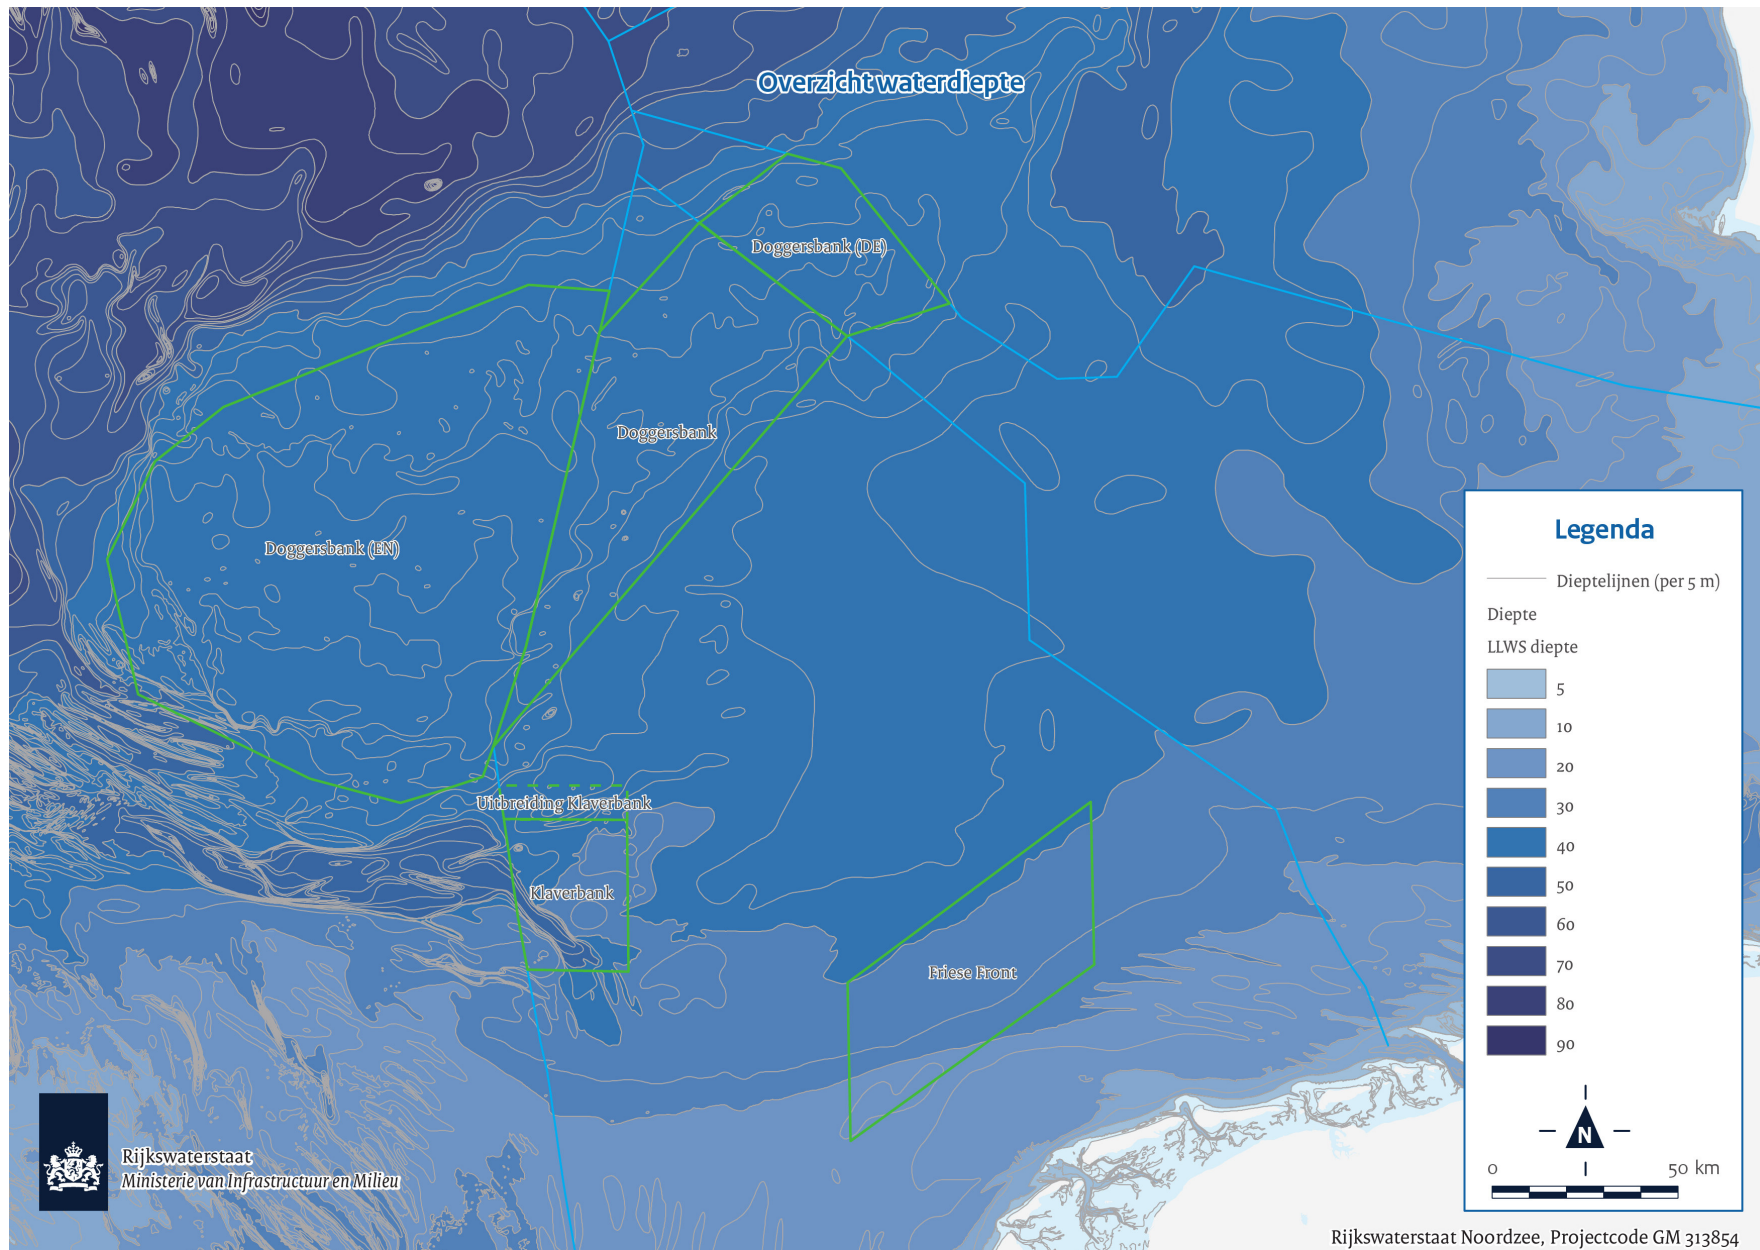 Overzicht waterdiepte
Doggersbank (DE)
Doggersbank
Doggersbank (EN)
Uitbreiding Klaverbank
Klaverbank
Friese Front
Legenda
Dieptelijnen (per 5 m)
Diepte
LLWS diepte
5
10
20
30
40
50
60
70
80
90
N
0 50 km
Rijkswaterstaat
Ministerie van Infrastructuur en Milieu
Rijkswaterstaat Noordzee, Projectcode GM 313854